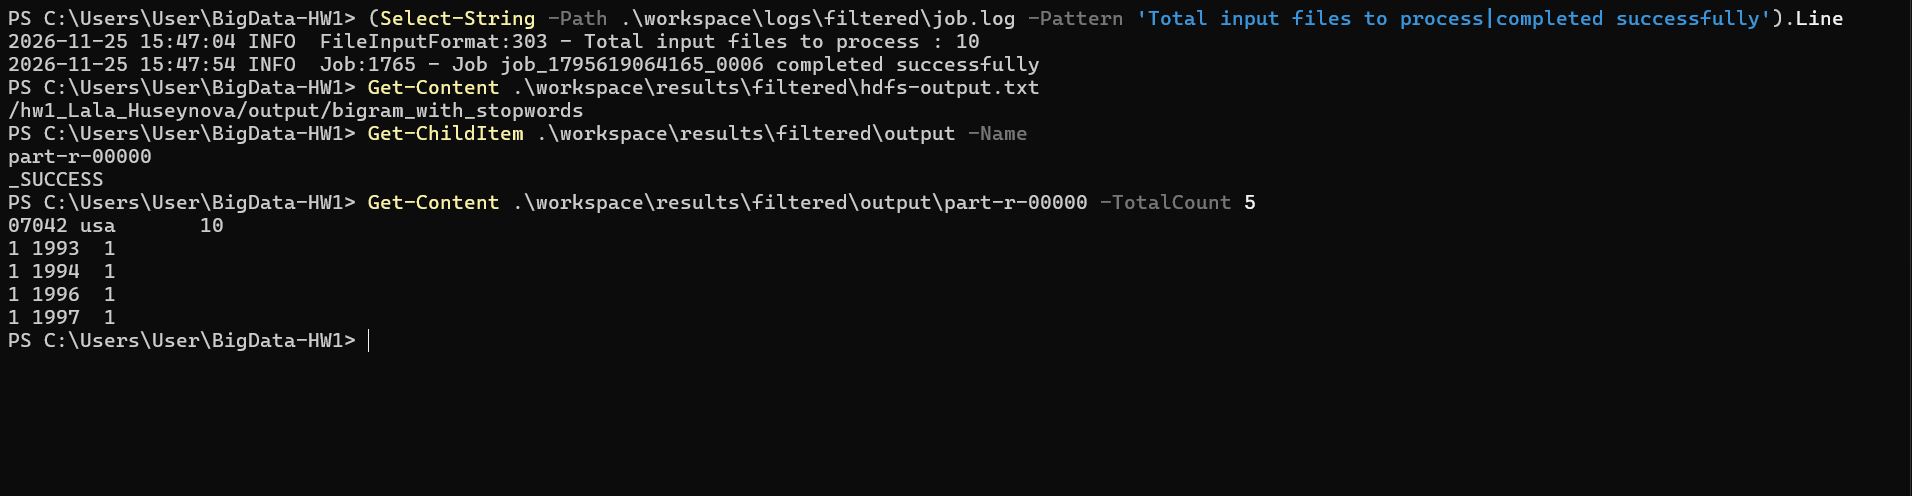 PS C:\Users\User\BigData-HW1> (Select-String -Path .\workspace\logs\filtered\job.log -Pattern 'Total input files to process|completed successfully').Line
2026-11-25 15:47:04 INFO  FileInputFormat:303 - Total input files to process : 10
2026-11-25 15:47:54 INFO  Job:1765 - Job job_1795619064165_0006 completed successfully
PS C:\Users\User\BigData-HW1> Get-Content .\workspace\results\filtered\hdfs-output.txt
/hw1_Lala_Huseynova/output/bigram_with_stopwords
PS C:\Users\User\BigData-HW1> Get-ChildItem .\workspace\results\filtered\output -Name
part-r-00000
_SUCCESS
PS C:\Users\User\BigData-HW1> Get-Content .\workspace\results\filtered\output\part-r-00000 -TotalCount 5
07042 usa       10
1 1993  1
1 1994  1
1 1996  1
1 1997  1
PS C:\Users\User\BigData-HW1>